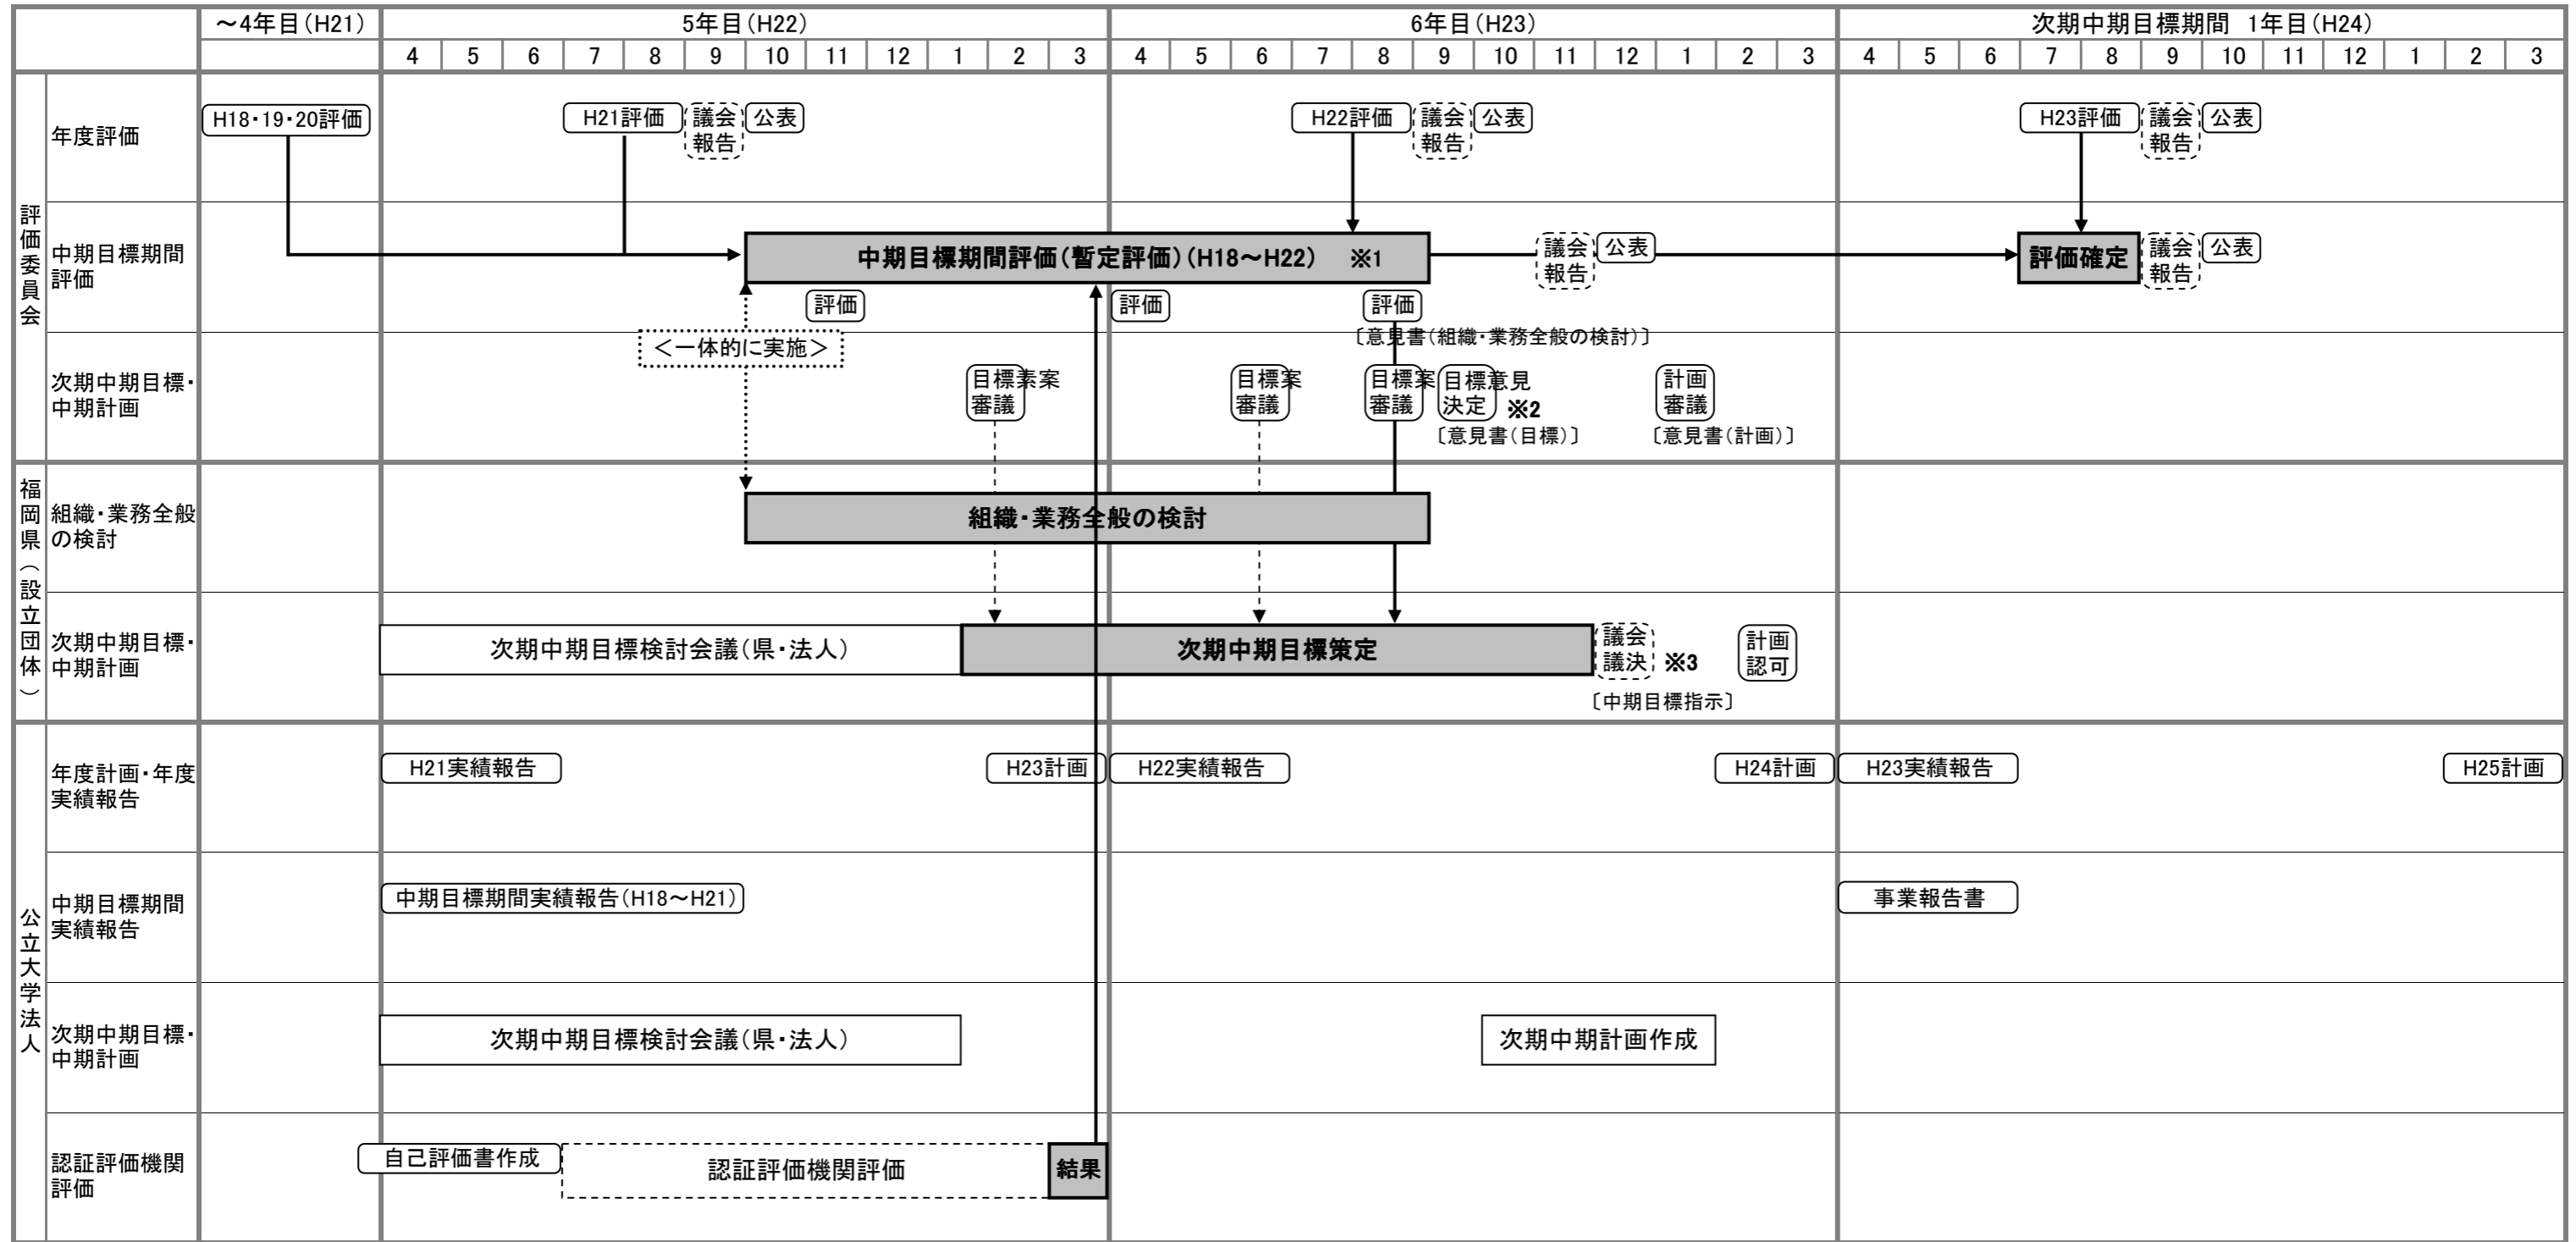 ～4年目（H21）
5年目（H22）
6年目（H23）
次期中期目標期間 1年目（H24）
4 5 6 7 8 9 10 11 12 1 2 3
4 5 6 7 8 9 10 11 12 1 2 3
4 5 6 7 8 9 10 11 12 1 2 3
評価委員会
年度評価
H18・19・20評価
H21評価
議会
報告
公表
H22評価
議会
報告
公表
H23評価
議会
報告
公表
中期目標期間
評価
中期目標期間評価（暫定評価）（H18～H22） ※1
議会
報告
公表
評価確定
議会
報告
公表
評価
評価
評価
〔意見書（組織・業務全般の検討）〕
＜一体的に実施＞
次期中期目標・
中期計画
目標素案
審議
目標案
審議
目標案
審議
目標意見
決定
※2
〔意見書（目標）〕
計画
審議
〔意見書（計画）〕
福岡県（設立団体）
組織・業務全般
の検討
組織・業務全般の検討
次期中期目標・
中期計画
次期中期目標検討会議（県・法人）
次期中期目標策定
議会
議決
※3
〔中期目標指示〕
計画
認可
公立大学法人
年度計画・年度
実績報告
H21実績報告
H23計画
H22実績報告
H24計画
H23実績報告
H25計画
中期目標期間
実績報告
中期目標期間実績報告（H18～H21）
事業報告書
次期中期目標・
中期計画
次期中期目標検討会議（県・法人）
次期中期計画作成
認証評価機関
評価
自己評価書作成
認証評価機関評価
結果